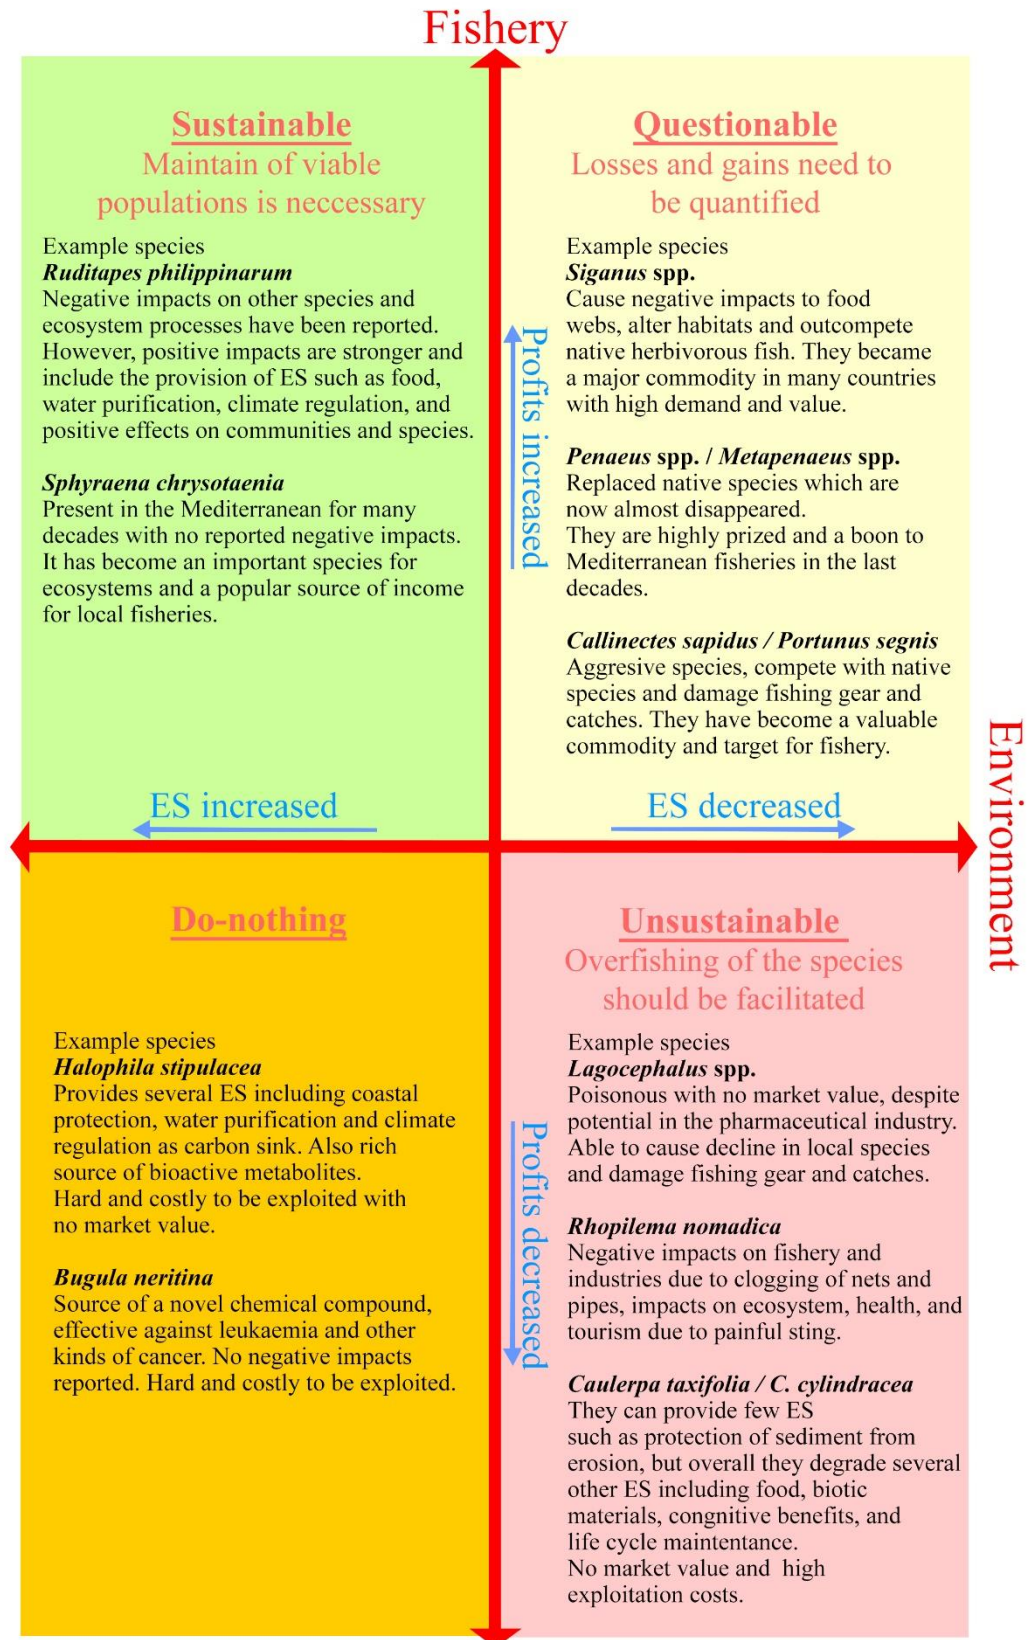 Fishery
Sustainable
Maintain of viable
populations is neccessary
Example species
Ruditapes philippinarum
Negative impacts on other species and
ecosystem processes have been reported.
However, positive impacts are stronger and
include the provision of ES such as food,
water purification, climate regulation, and
positive effects on communities and species.
Sphyraena chrysotaenia
Present in the Mediterranean for many
decades with no reported negative impacts.
It has become an important species for
ecosystems and a popular source of income
for local fisheries.
Questionable
Losses and gains need to
be quantified
Example species
Siganus spp.
Cause negative impacts to food
webs, alter habitats and outcompete
native herbivorous fish. They became
a major commodity in many countries
with high demand and value.
Penaeus spp. / Metapenaeus spp.
Replaced native species which are
now almost disappeared.
They are highly prized and a boon to
Mediterranean fisheries in the last
decades.
Callinectes sapidus / Portunus segnis
Aggresive species, compete with native
species and damage fishing gear and
catches. They have become a valuable
commodity and target for fishery.
Profits increased
ES increased
ES decreased
Environment
Do-nothing
Example species
Halophila stipulacea
Provides several ES including coastal
protection, water purification and climate
regulation as carbon sink. Also rich
source of bioactive metabolites.
Hard and costly to be exploited with
no market value.
Bugula neritina
Source of a novel chemical compound,
effective against leukaemia and other
kinds of cancer. No negative impacts
reported. Hard and costly to be exploited.
Unsustainable
Overfishing of the species
should be facilitated
Example species
Lagocephalus spp.
Poisonous with no market value, despite
potential in the pharmaceutical industry.
Able to cause decline in local species
and damage fishing gear and catches.
Rhopilema nomadica
Negative impacts on fishery and
industries due to clogging of nets and
pipes, impacts on ecosystem, health, and
tourism due to painful sting.
Caulerpa taxifolia / C. cylindracea
They can provide few ES
such as protection of sediment from
erosion, but overall they degrade several
other ES including food, biotic
materials, congnitive benefits, and
life cycle maintentance.
No market value and high
exploitation costs.
Profits decreased